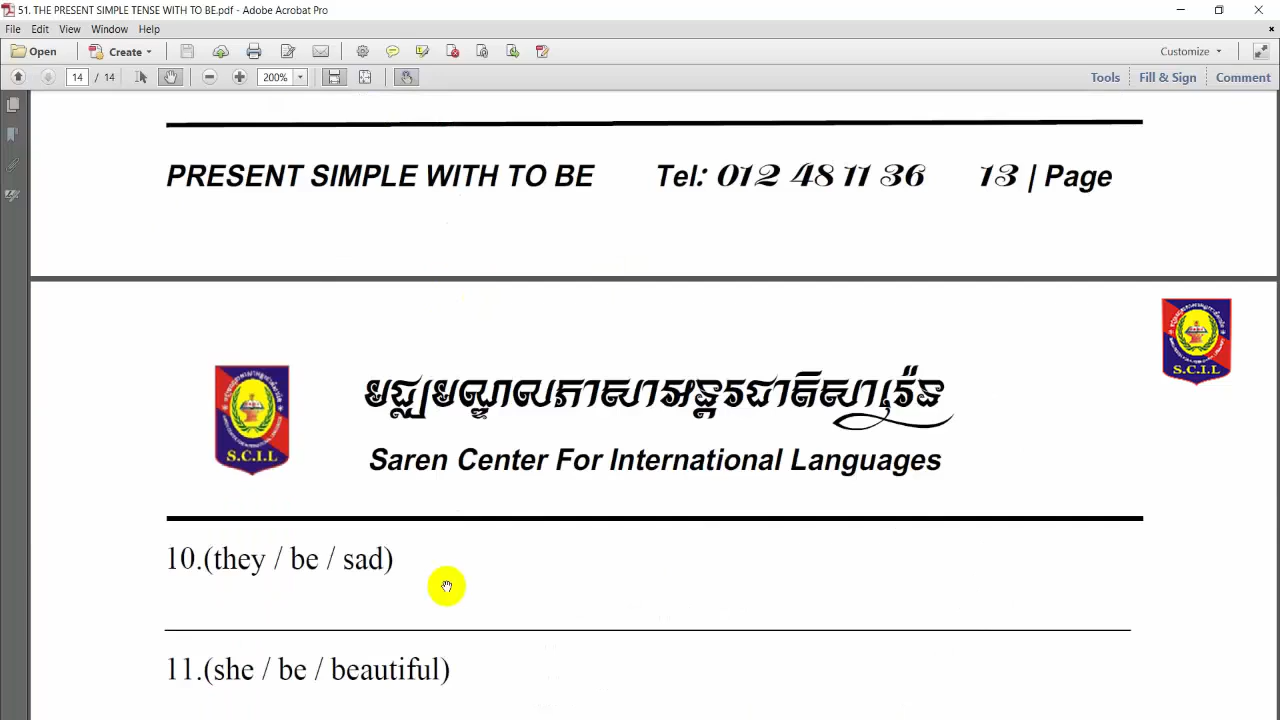 51. THE PRESENT SIMPLE TENSE WITH TO BE.pdf - Adobe Acrobat Pro
File Edit View Window Help
Open Create Customize
14 / 14 200% Tools Fill & Sign Comment
PRESENT SIMPLE WITH TO BE Tel: 012 48 11 36 13 | Page
មជ្ឈមណ្ឌលភាសាអន្តរជាតិសារ៉េន
Saren Center For International Languages
S.C.I.L
S.C.I.L
10.(they / be / sad)
11.(she / be / beautiful)